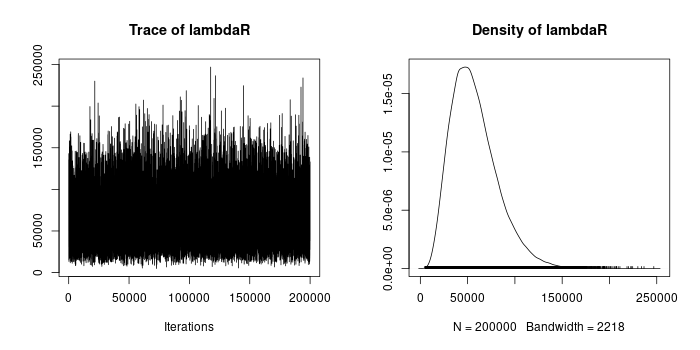 Trace of lambdaR
0 50000 150000 250000
0 50000 100000 150000 200000
Iterations
Density of lambdaR
0.0e+00 5.0e-06 1.0e-05 1.5e-05
0 50000 150000 250000
N = 200000 Bandwidth = 2218